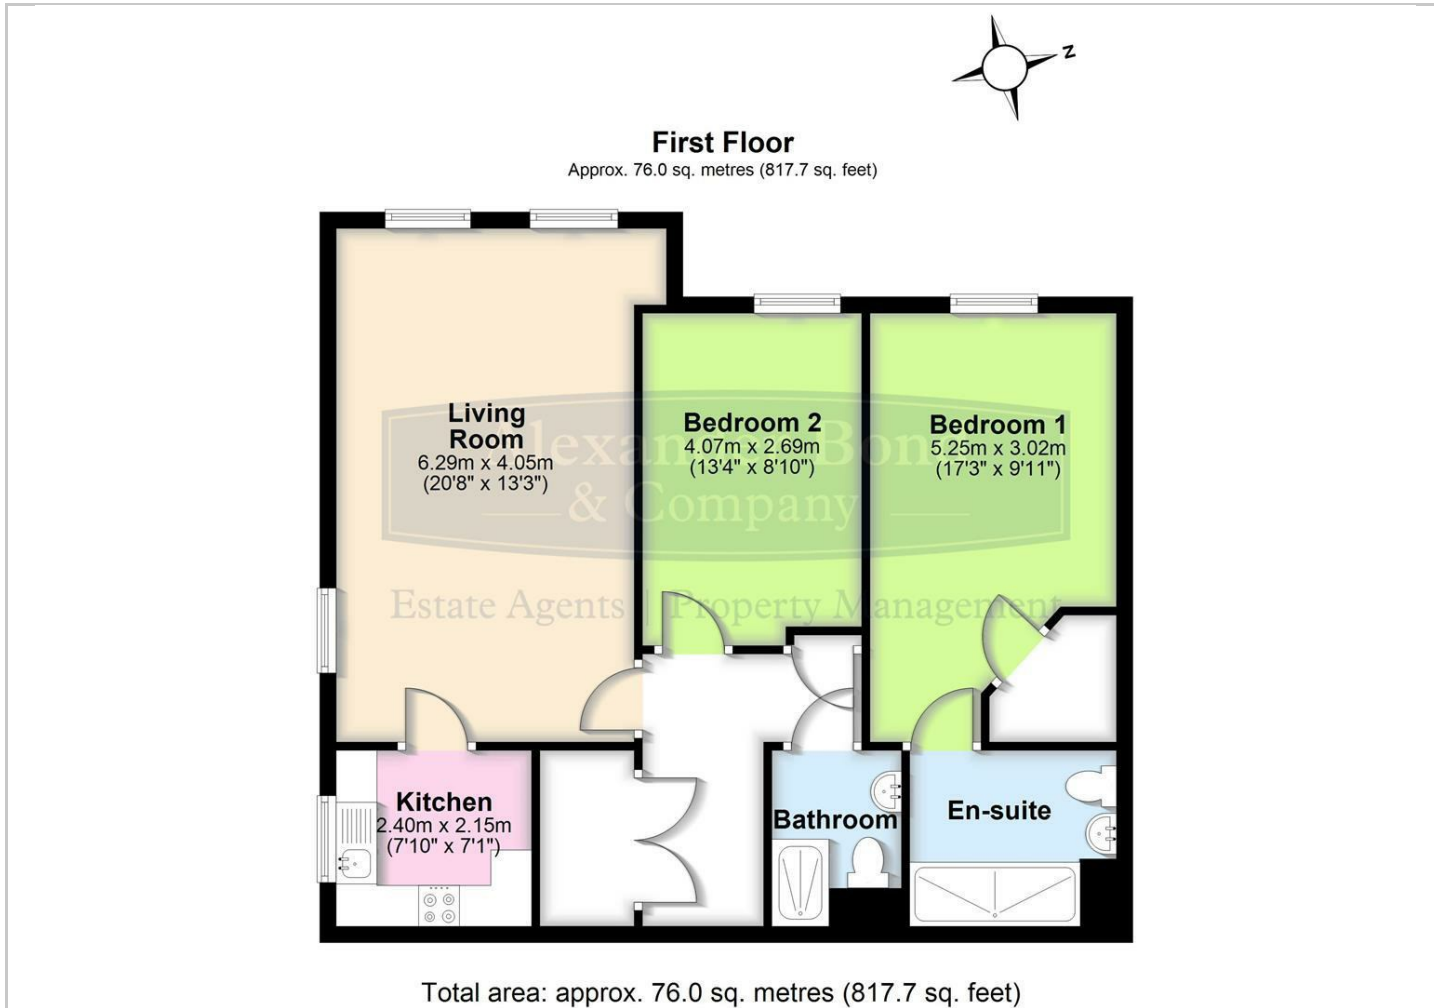 Z
First Floor
Approx. 76.0 sq. metres (817.7 sq. feet)
Living
Room
6.29m x 4.05m
(20'8" x 13'3")
Bedroom 2
4.07m x 2.69m
(13'4" x 8'10")
Bedroom 1
5.25m x 3.02m
(17'3" x 9'11")
& Company
Estate Agents | Property Management
Kitchen
2.40m x 2.15m
(7'10" x 7'1")
Bathroom
En-suite
Total area: approx. 76.0 sq. metres (817.7 sq. feet)